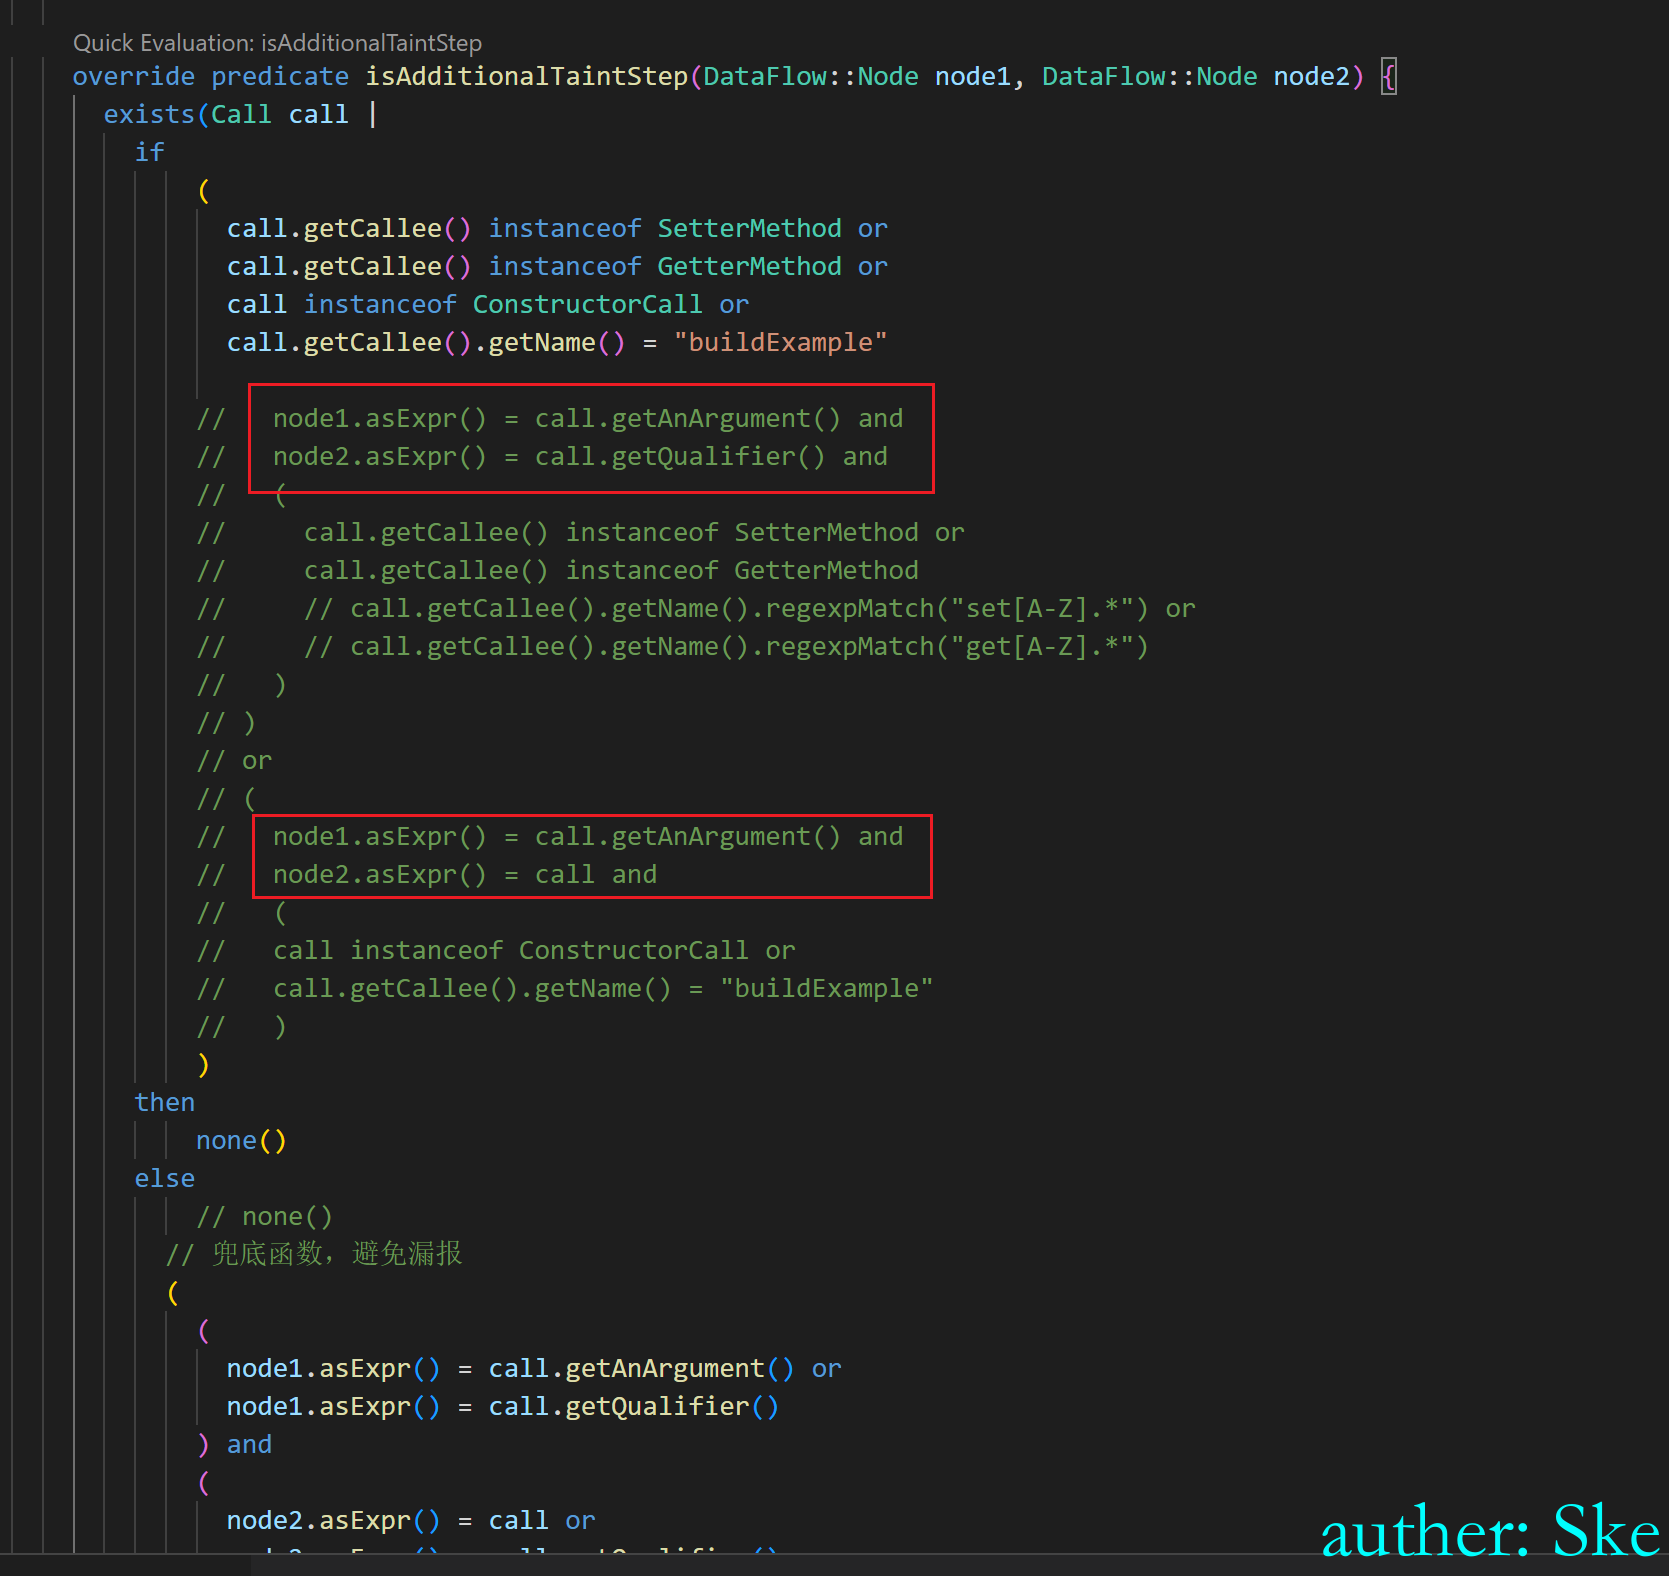 Quick Evaluation: isAdditionalTaintStep
override predicate isAdditionalTaintStep(DataFlow::Node node1, DataFlow::Node node2) {
exists(Call call |
if
(
call.getCallee() instanceof SetterMethod or
call.getCallee() instanceof GetterMethod or
call instanceof ConstructorCall or
call.getCallee().getName() = "buildExample"
// node1.asExpr() = call.getAnArgument() and
// node2.asExpr() = call.getQualifier() and
// (
// call.getCallee() instanceof SetterMethod or
// call.getCallee() instanceof GetterMethod
// // call.getCallee().getName().regexpMatch("set[A-Z].*") or
// // call.getCallee().getName().regexpMatch("get[A-Z].*")
// )
// )
// or
// (
// node1.asExpr() = call.getAnArgument() and
// node2.asExpr() = call and
// (
// call instanceof ConstructorCall or
// call.getCallee().getName() = "buildExample"
// )
)
then
none()
else
// none()
// 兜底函数，避免漏报
(
(
node1.asExpr() = call.getAnArgument() or
node1.asExpr() = call.getQualifier()
) and
(
node2.asExpr() = call or
auther: Ske